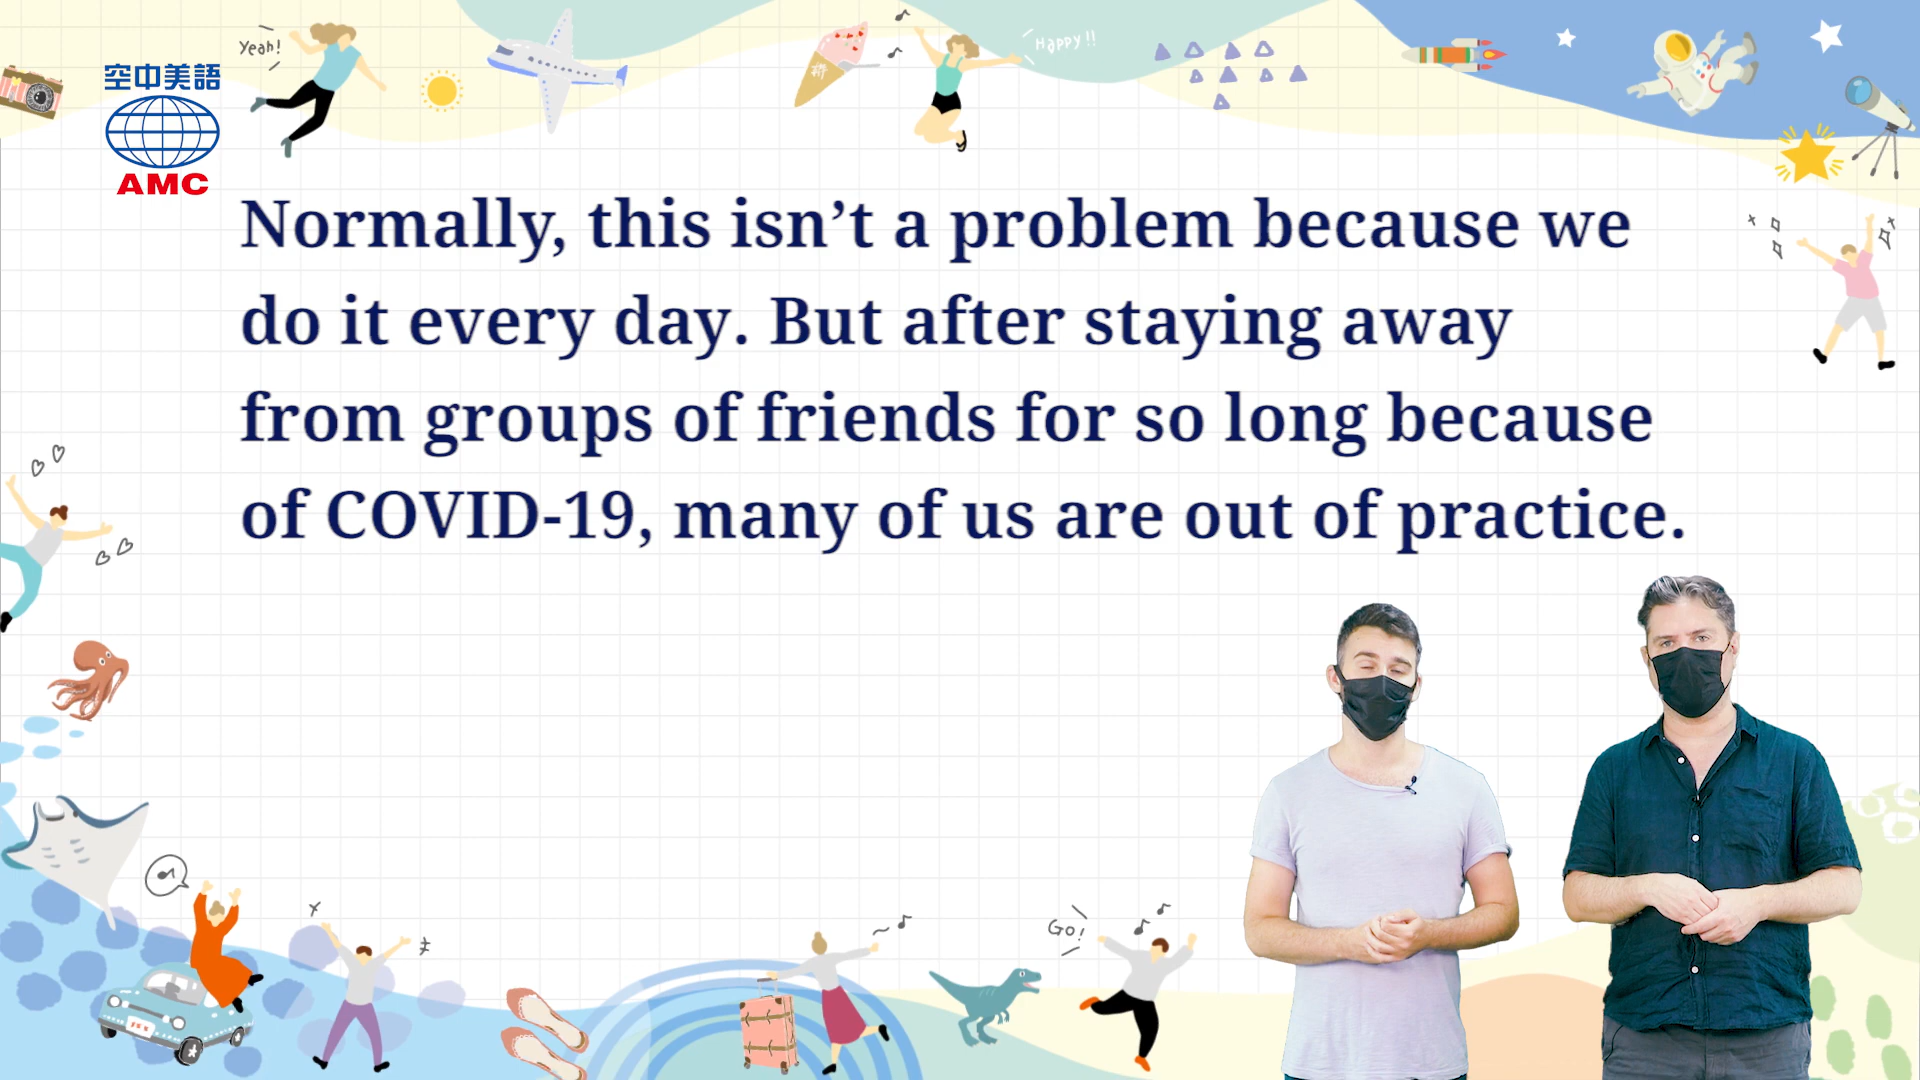 Yeah!
Happy!!
空中美語
AMC
Normally, this isn’t a problem because we
do it every day. But after staying away
from groups of friends for so long because
of COVID-19, many of us are out of practice.
Go!